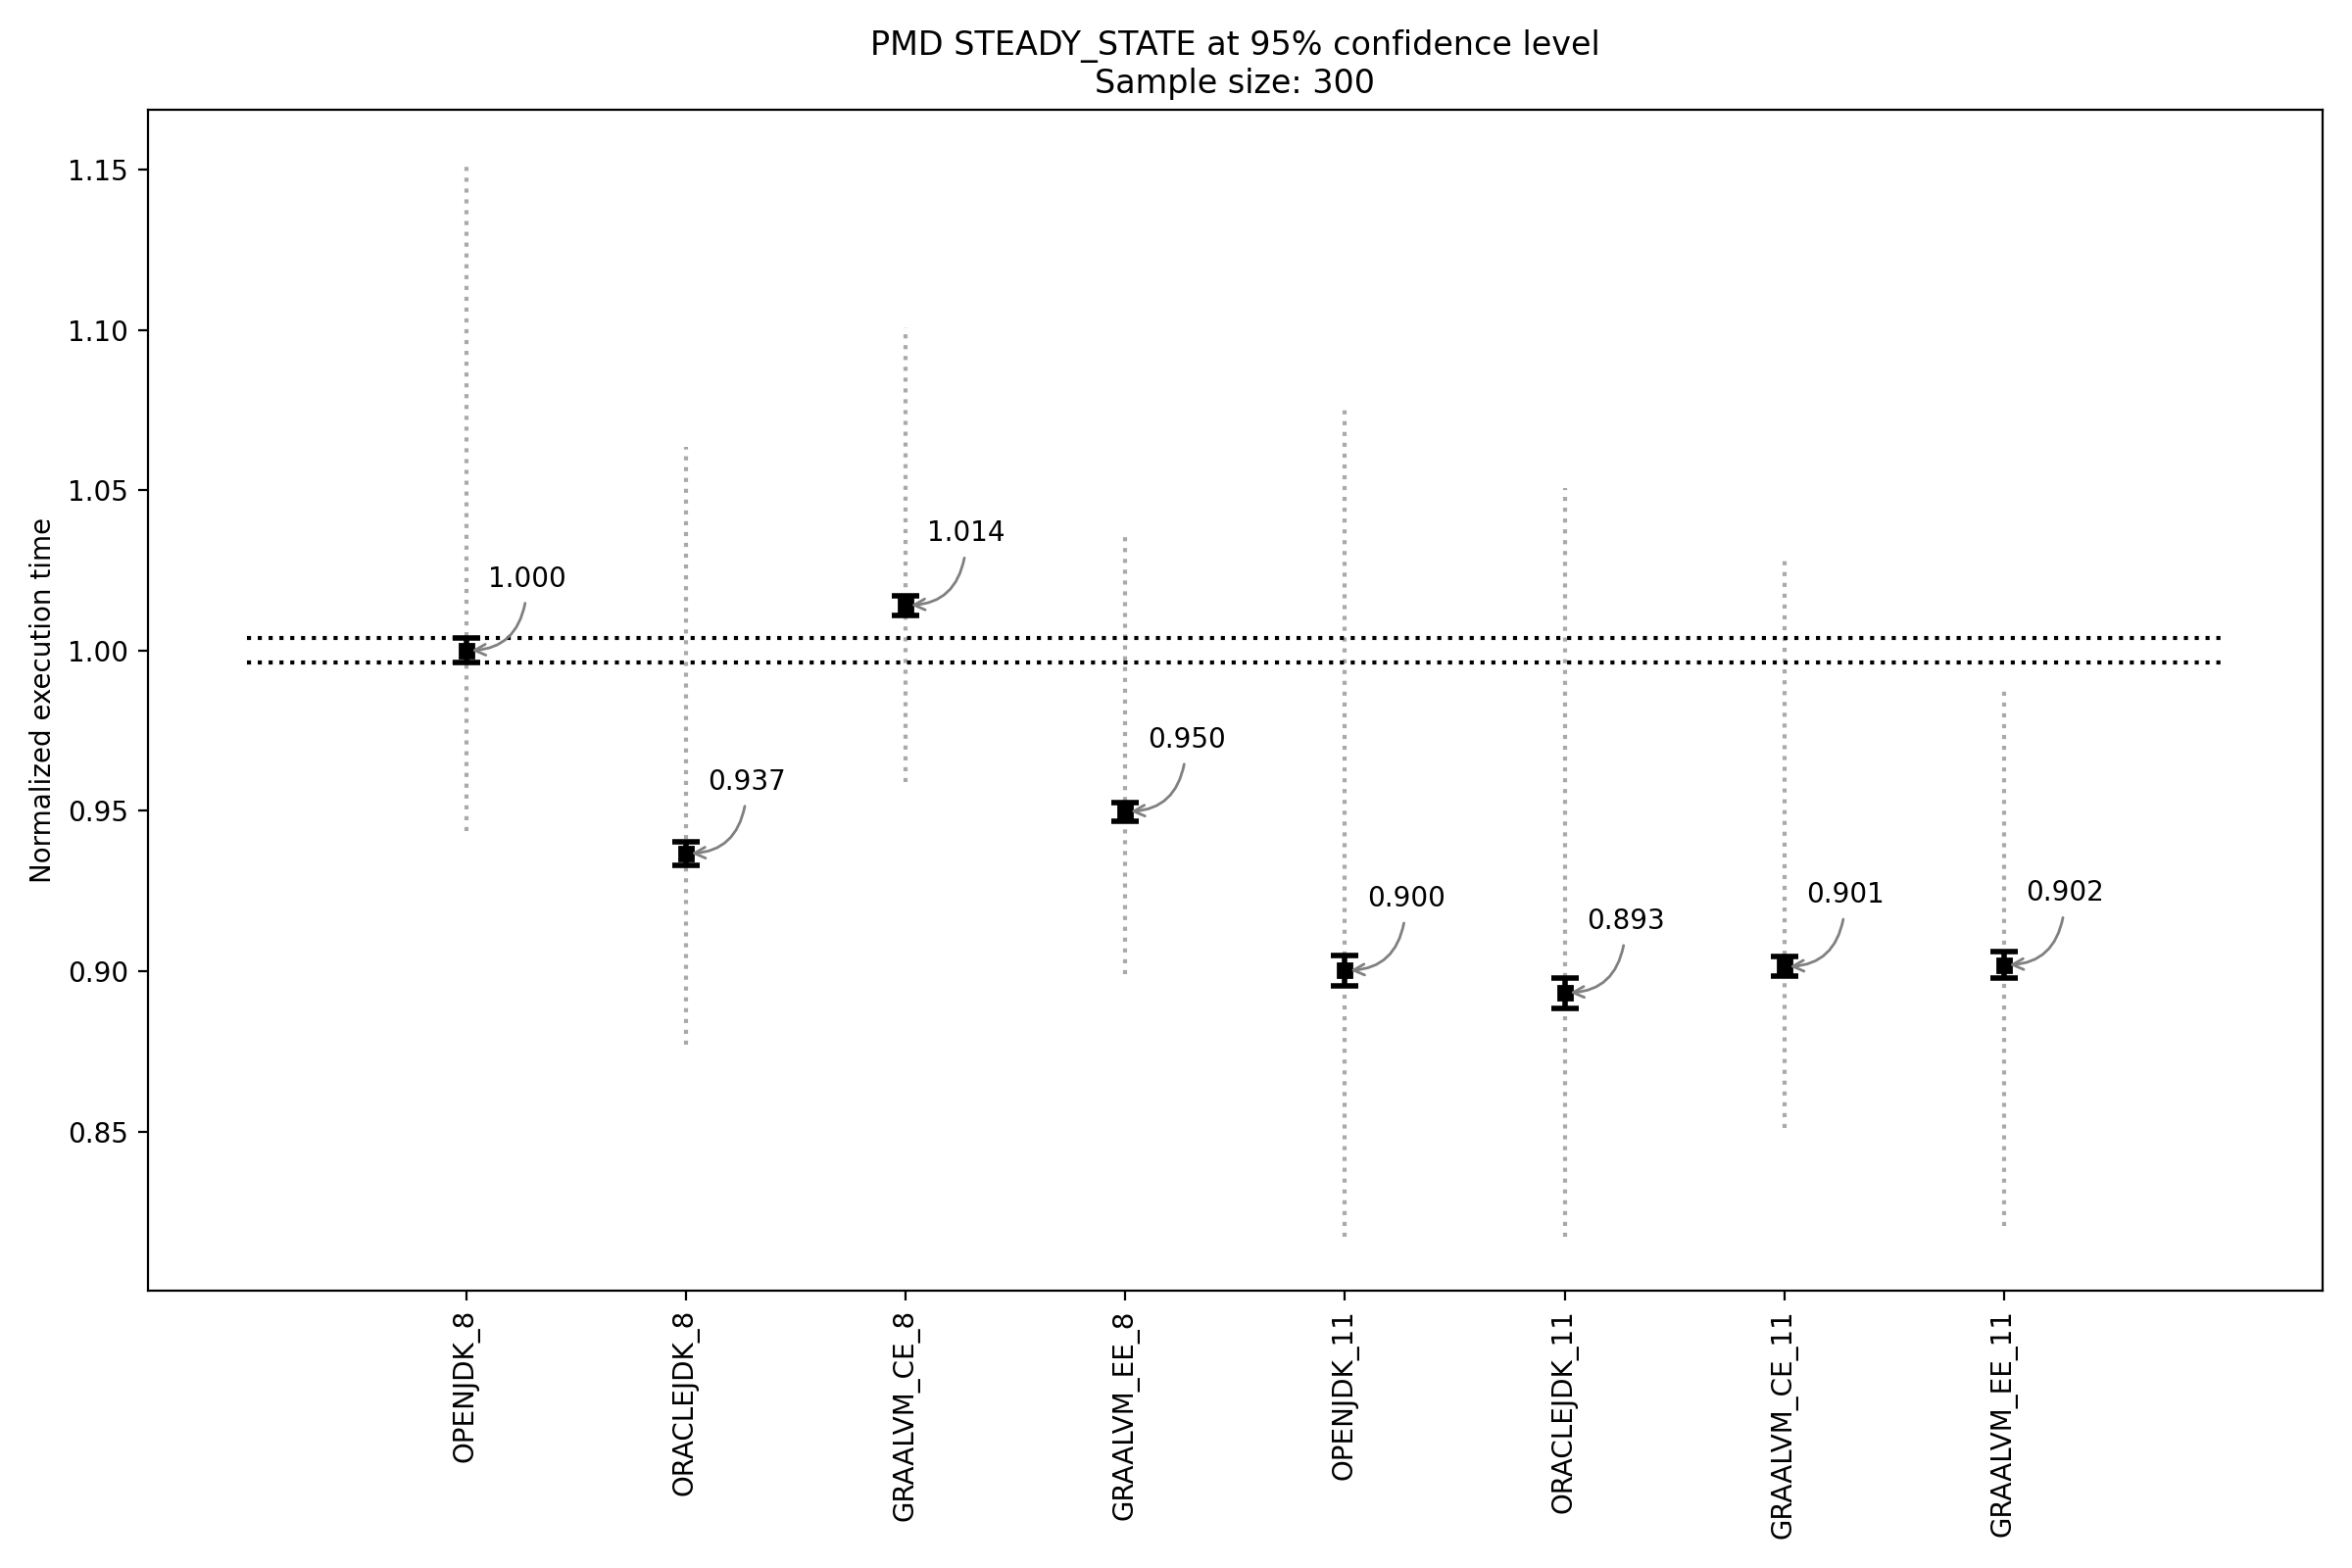 PMD STEADY_STATE at 95% confidence level
Sample size: 300
Normalized execution time
1.15
1.10
1.05
1.00
0.95
0.90
0.85
1.000
0.937
1.014
0.950
0.900
0.893
0.901
0.902
OPENJDK_8
ORACLEJDK_8
GRAALVM_CE_8
GRAALVM_EE_8
OPENJDK_11
ORACLEJDK_11
GRAALVM_CE_11
GRAALVM_EE_11